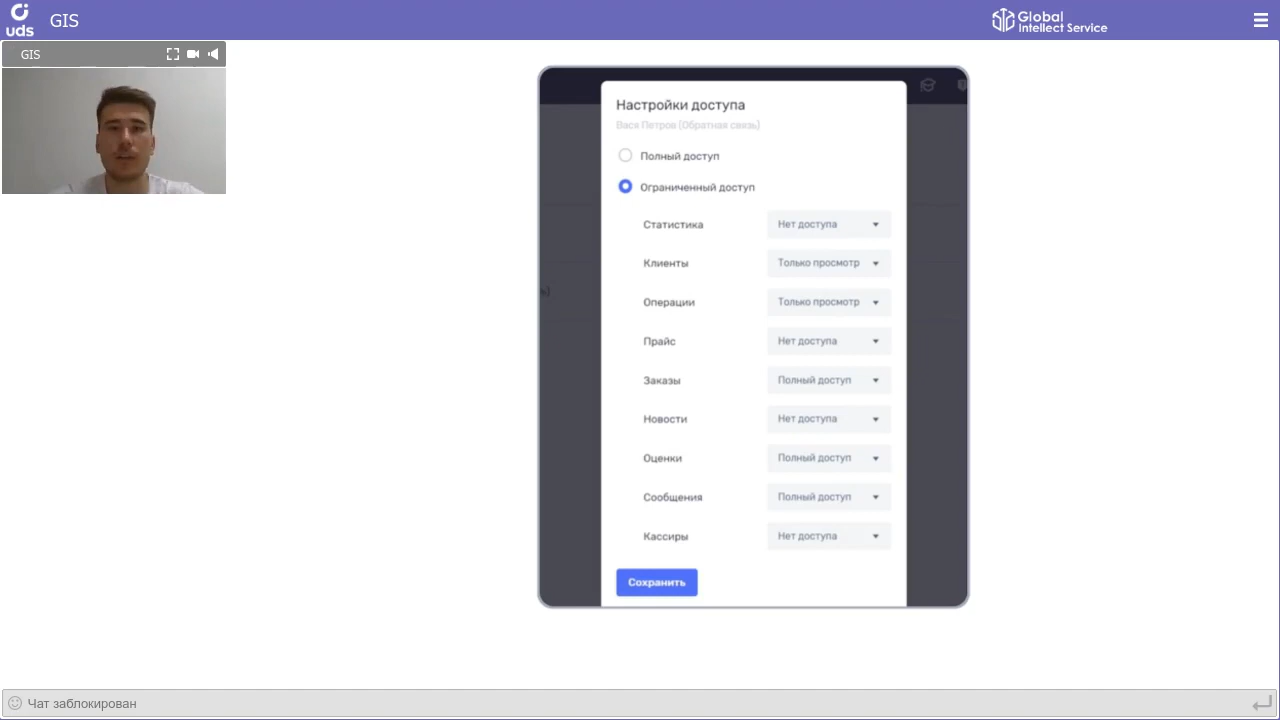 uds
GIS
Global
Intellect Service
GIS
Настройки доступа
Вася Петров (Обратная связь)
Полный доступ
Ограниченный доступ
Статистика Нет доступа
Клиенты Только просмотр
Операции Только просмотр
Прайс Нет доступа
Заказы Полный доступ
Новости Нет доступа
Оценки Полный доступ
Сообщения Полный доступ
Кассиры Нет доступа
Сохранить
Чат заблокирован